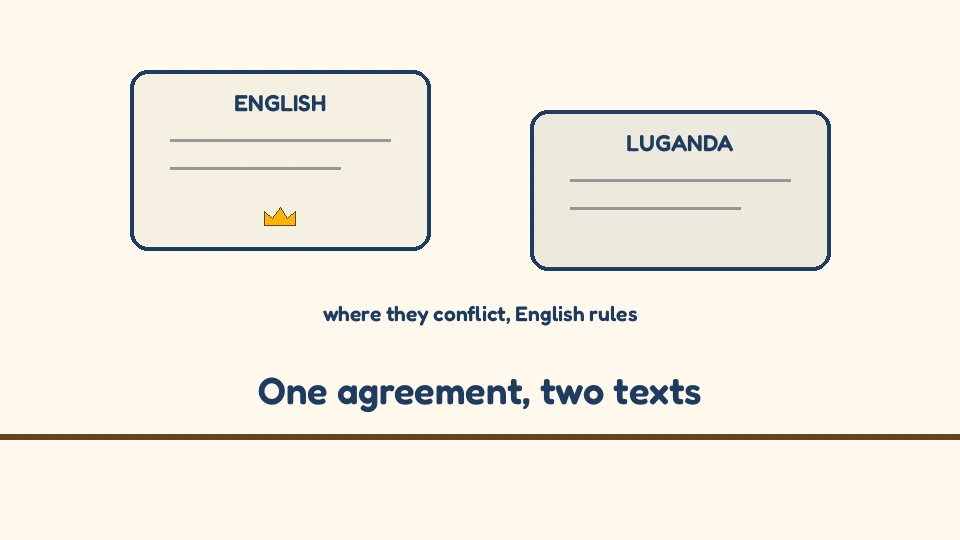 ENGLISH
LUGANDA
where they conflict, English rules
One agreement, two texts